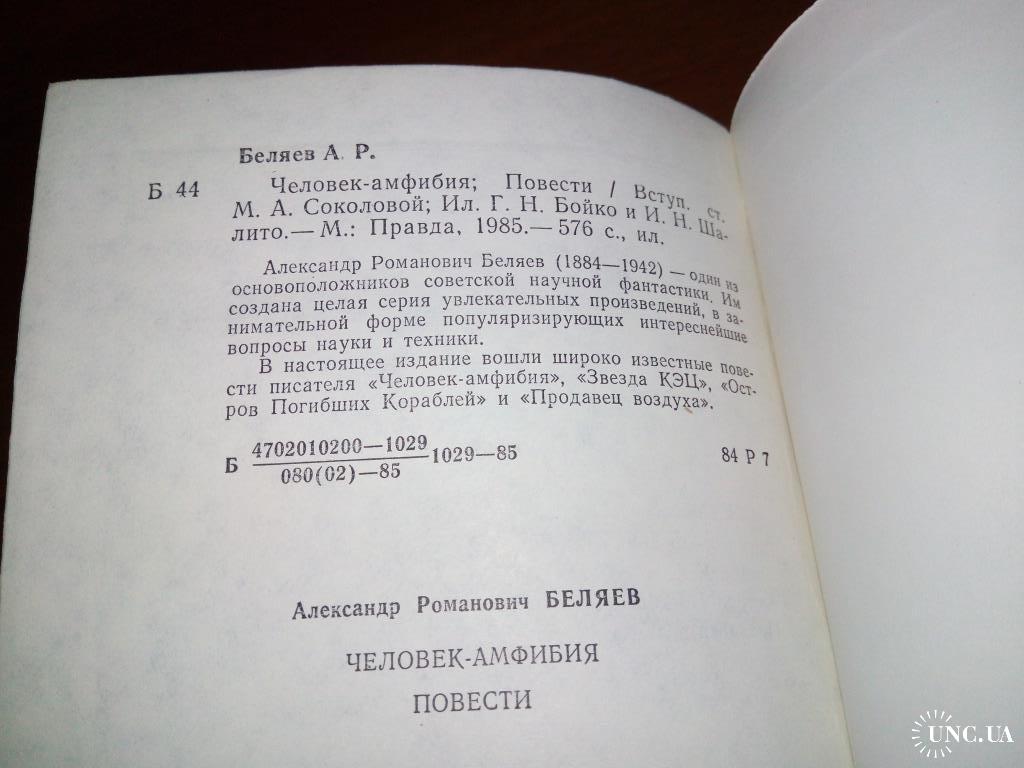 Беляев А. Р.
Б 44
Человек-амфибия; Повести / Вступ. ст.
М. А. Соколовой; Ил. Г. Н. Бойко и И. Н. Ша-
лито.— М.: Правда, 1985.— 576 с., ил.
Александр Романович Беляев (1884—1942) — один из
основоположников советской научной фантастики. Им
создана целая серия увлекательных произведений, в за-
нимательной форме популяризирующих интереснейшие
вопросы науки и техники.
В настоящее издание вошли широко известные пове-
сти писателя «Человек-амфибия», «Звезда КЭЦ», «Ост-
ров Погибших Кораблей» и «Продавец воздуха».
4702010200—1029
Б 1029—85 84 Р 7
080(02)—85
Александр Романович БЕЛЯЕВ
ЧЕЛОВЕК-АМФИБИЯ
ПОВЕСТИ
UNC.UA